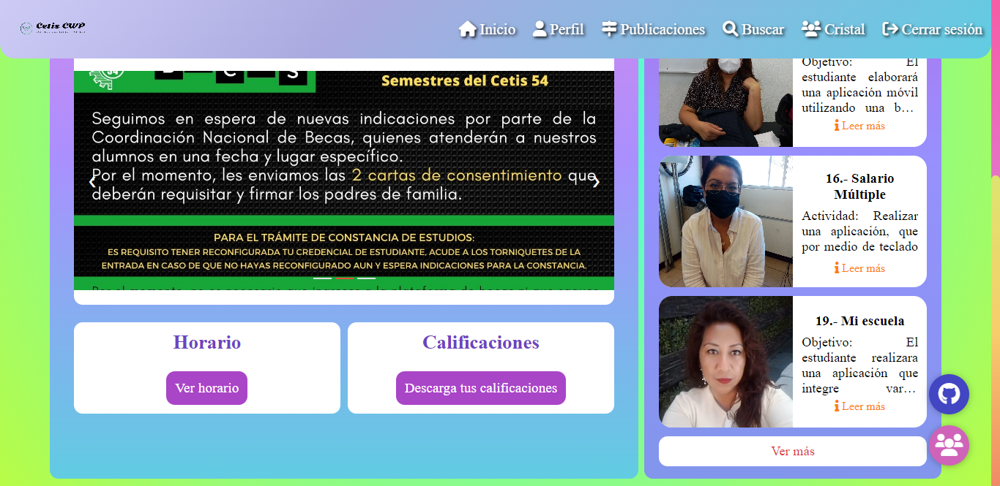 Cetis CWP
Inicio
Perfil
Publicaciones
Buscar
Cristal
Cerrar sesión
Semestres del Cetis 54
Seguimos en espera de nuevas indicaciones por parte de la
Coordinación Nacional de Becas, quienes atenderán a nuestros
alumnos en una fecha y lugar específico.
Por el momento, les enviamos las 2 cartas de consentimiento que
deberán requisitar y firmar los padres de familia.
PARA EL TRÁMITE DE CONSTANCIA DE ESTUDIOS:
ES REQUISITO TENER RECONFIGURADA TU CREDENCIAL DE ESTUDIANTE, ACUDE A LOS TORNIQUETES DE LA
ENTRADA EN CASO DE QUE NO HAYAS RECONFIGURADO AUN Y ESPERA INDICACIONES PARA LA CONSTANCIA.
Horario
Ver horario
Calificaciones
Descarga tus calificaciones
Objetivo: El
estudiante elaborará
una aplicación móvil
utilizando una b...
Leer más
16.- Salario
Múltiple
Actividad: Realizar
una aplicación, que
por medio de teclado
Leer más
19.- Mi escuela
Objetivo: El
estudiante realizara
una aplicación que
integre var...
Leer más
Ver más